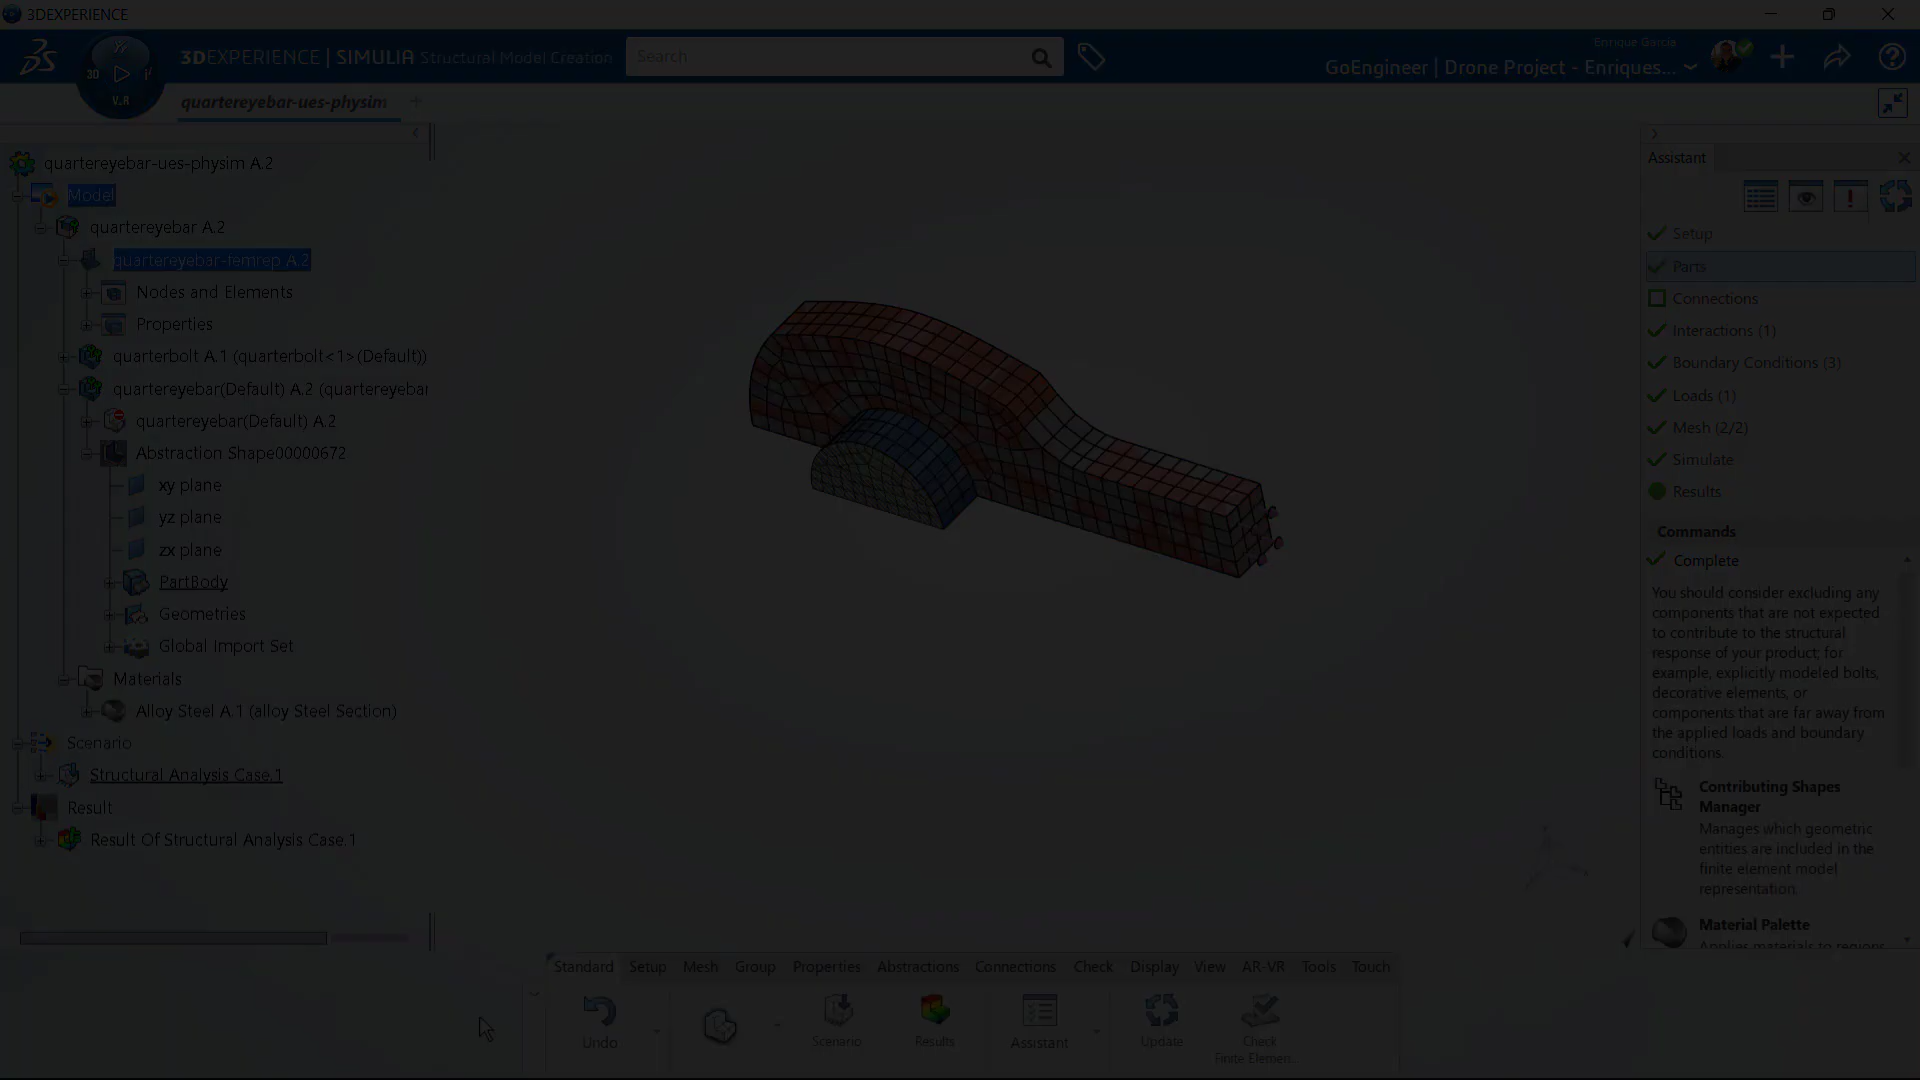 3DEXPERIENCE
3DEXPERIENCE | SIMULIA Structural Model Creation
Search
Enrique Garcia
GoEngineer | Drone Project - Enriques...
3D
V.R
quartereyebar-ues-physim
quartereyebar-ues-physim A.2
Model
quartereyebar A.2
quartereyebar-femrep A.2
Nodes and Elements
Properties
quarterbolt A.1 (quarterbolt<1>(Default))
quartereyebar(Default) A.2 (quartereyebar
quartereyebar(Default) A.2
Abstraction Shape00000672
xy plane
yz plane
zx plane
PartBody
Geometries
Global Import Set
Materials
Alloy Steel A.1 (alloy Steel Section)
Scenario
Structural Analysis Case.1
Result
Result Of Structural Analysis Case.1
Assistant
Setup
Parts
Connections
Interactions (1)
Boundary Conditions (3)
Loads (1)
Mesh (2/2)
Simulate
Results
Commands
Complete
You should consider excluding any
components that are not expected
to contribute to the structural
response of your product; for
example, explicitly modeled bolts,
decorative elements, or
components that are far away from
the applied loads and boundary
conditions.
Contributing Shapes
Manager
Manages which geometric
entities are included in the
finite element model
representation.
Material Palette
Applies materials to regions
Standard Setup Mesh Group Properties Abstractions Connections Check Display View AR-VR Tools Touch
Undo Scenario Results Assistant Update Check
Finite Elemen...